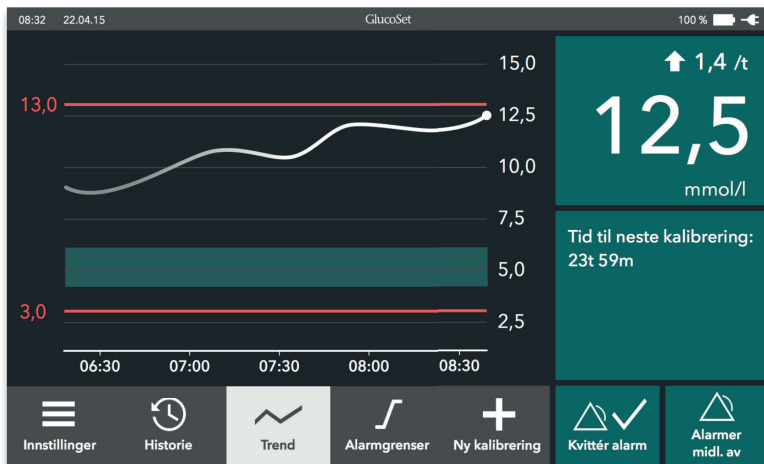 08:32 22.04.15 GlucoSet 100 %
15,0
13,0
12,5
10,0
7,5
5,0
3,0
2,5
06:30 07:00 07:30 08:00 08:30
1,4 /t
12,5
mmol/l
Tid til neste kalibrering:
23t 59m
Innstillinger Historie Trend Alarmgrenser Ny kalibrering
Kvittér alarm
Alarmer
midl. av